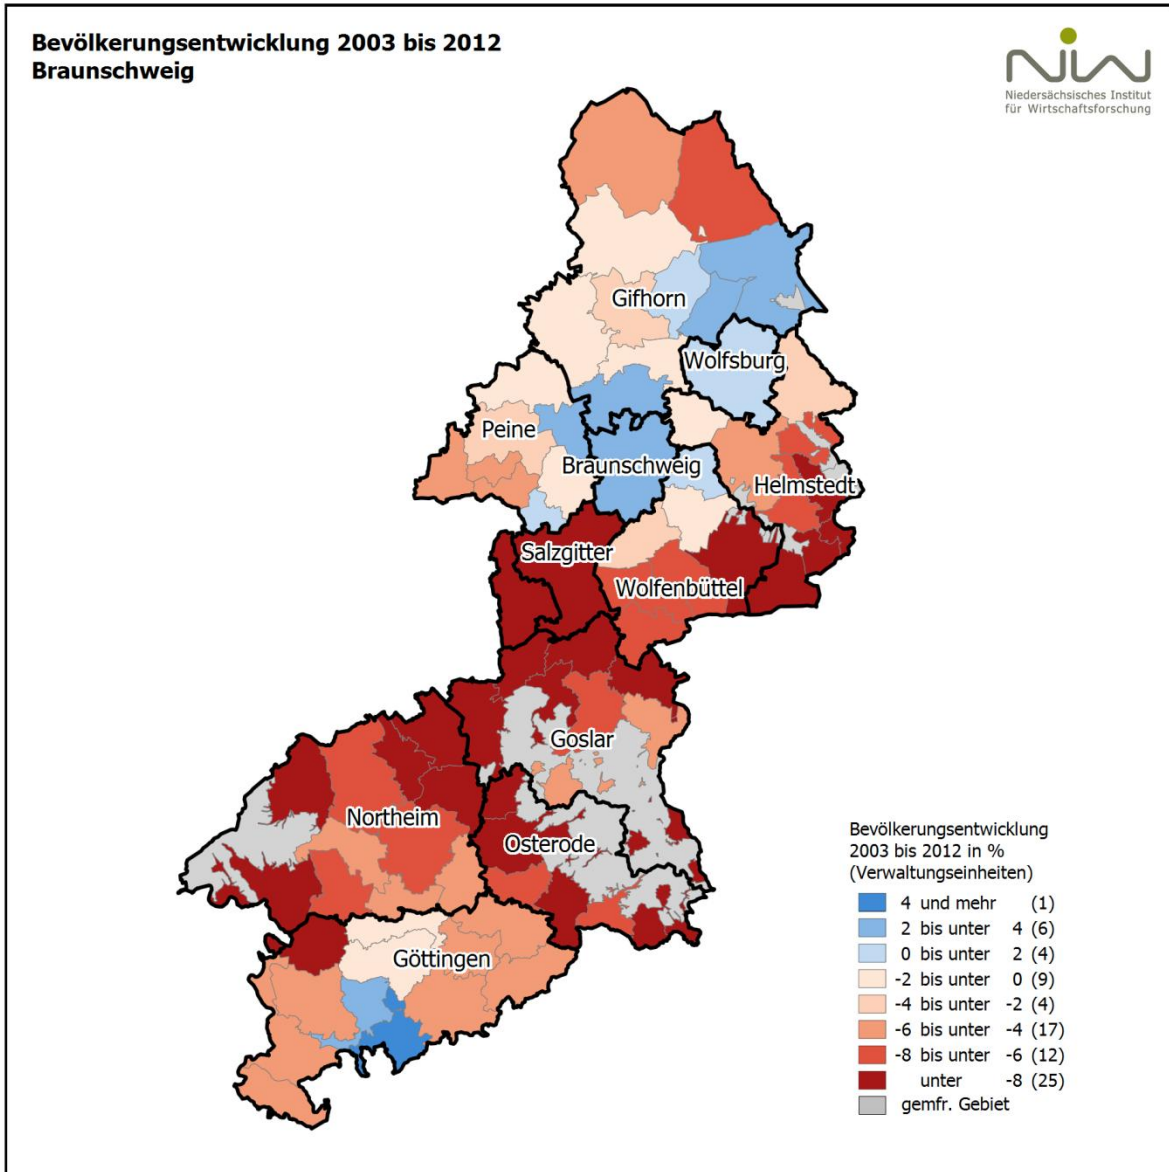 Bevölkerungsentwicklung 2003 bis 2012
Braunschweig
NIW
Niedersächsisches Institut
für Wirtschaftsforschung
Gifhorn
Wolfsburg
Peine
Braunschweig
Helmstedt
Salzgitter
Wolfenbüttel
Goslar
Northeim
Osterode
Göttingen
Bevölkerungsentwicklung
2003 bis 2012 in %
(Verwaltungseinheiten)
4 und mehr (1)
2 bis unter 4 (6)
0 bis unter 2 (4)
-2 bis unter 0 (9)
-4 bis unter -2 (4)
-6 bis unter -4 (17)
-8 bis unter -6 (12)
unter -8 (25)
gemfr. Gebiet